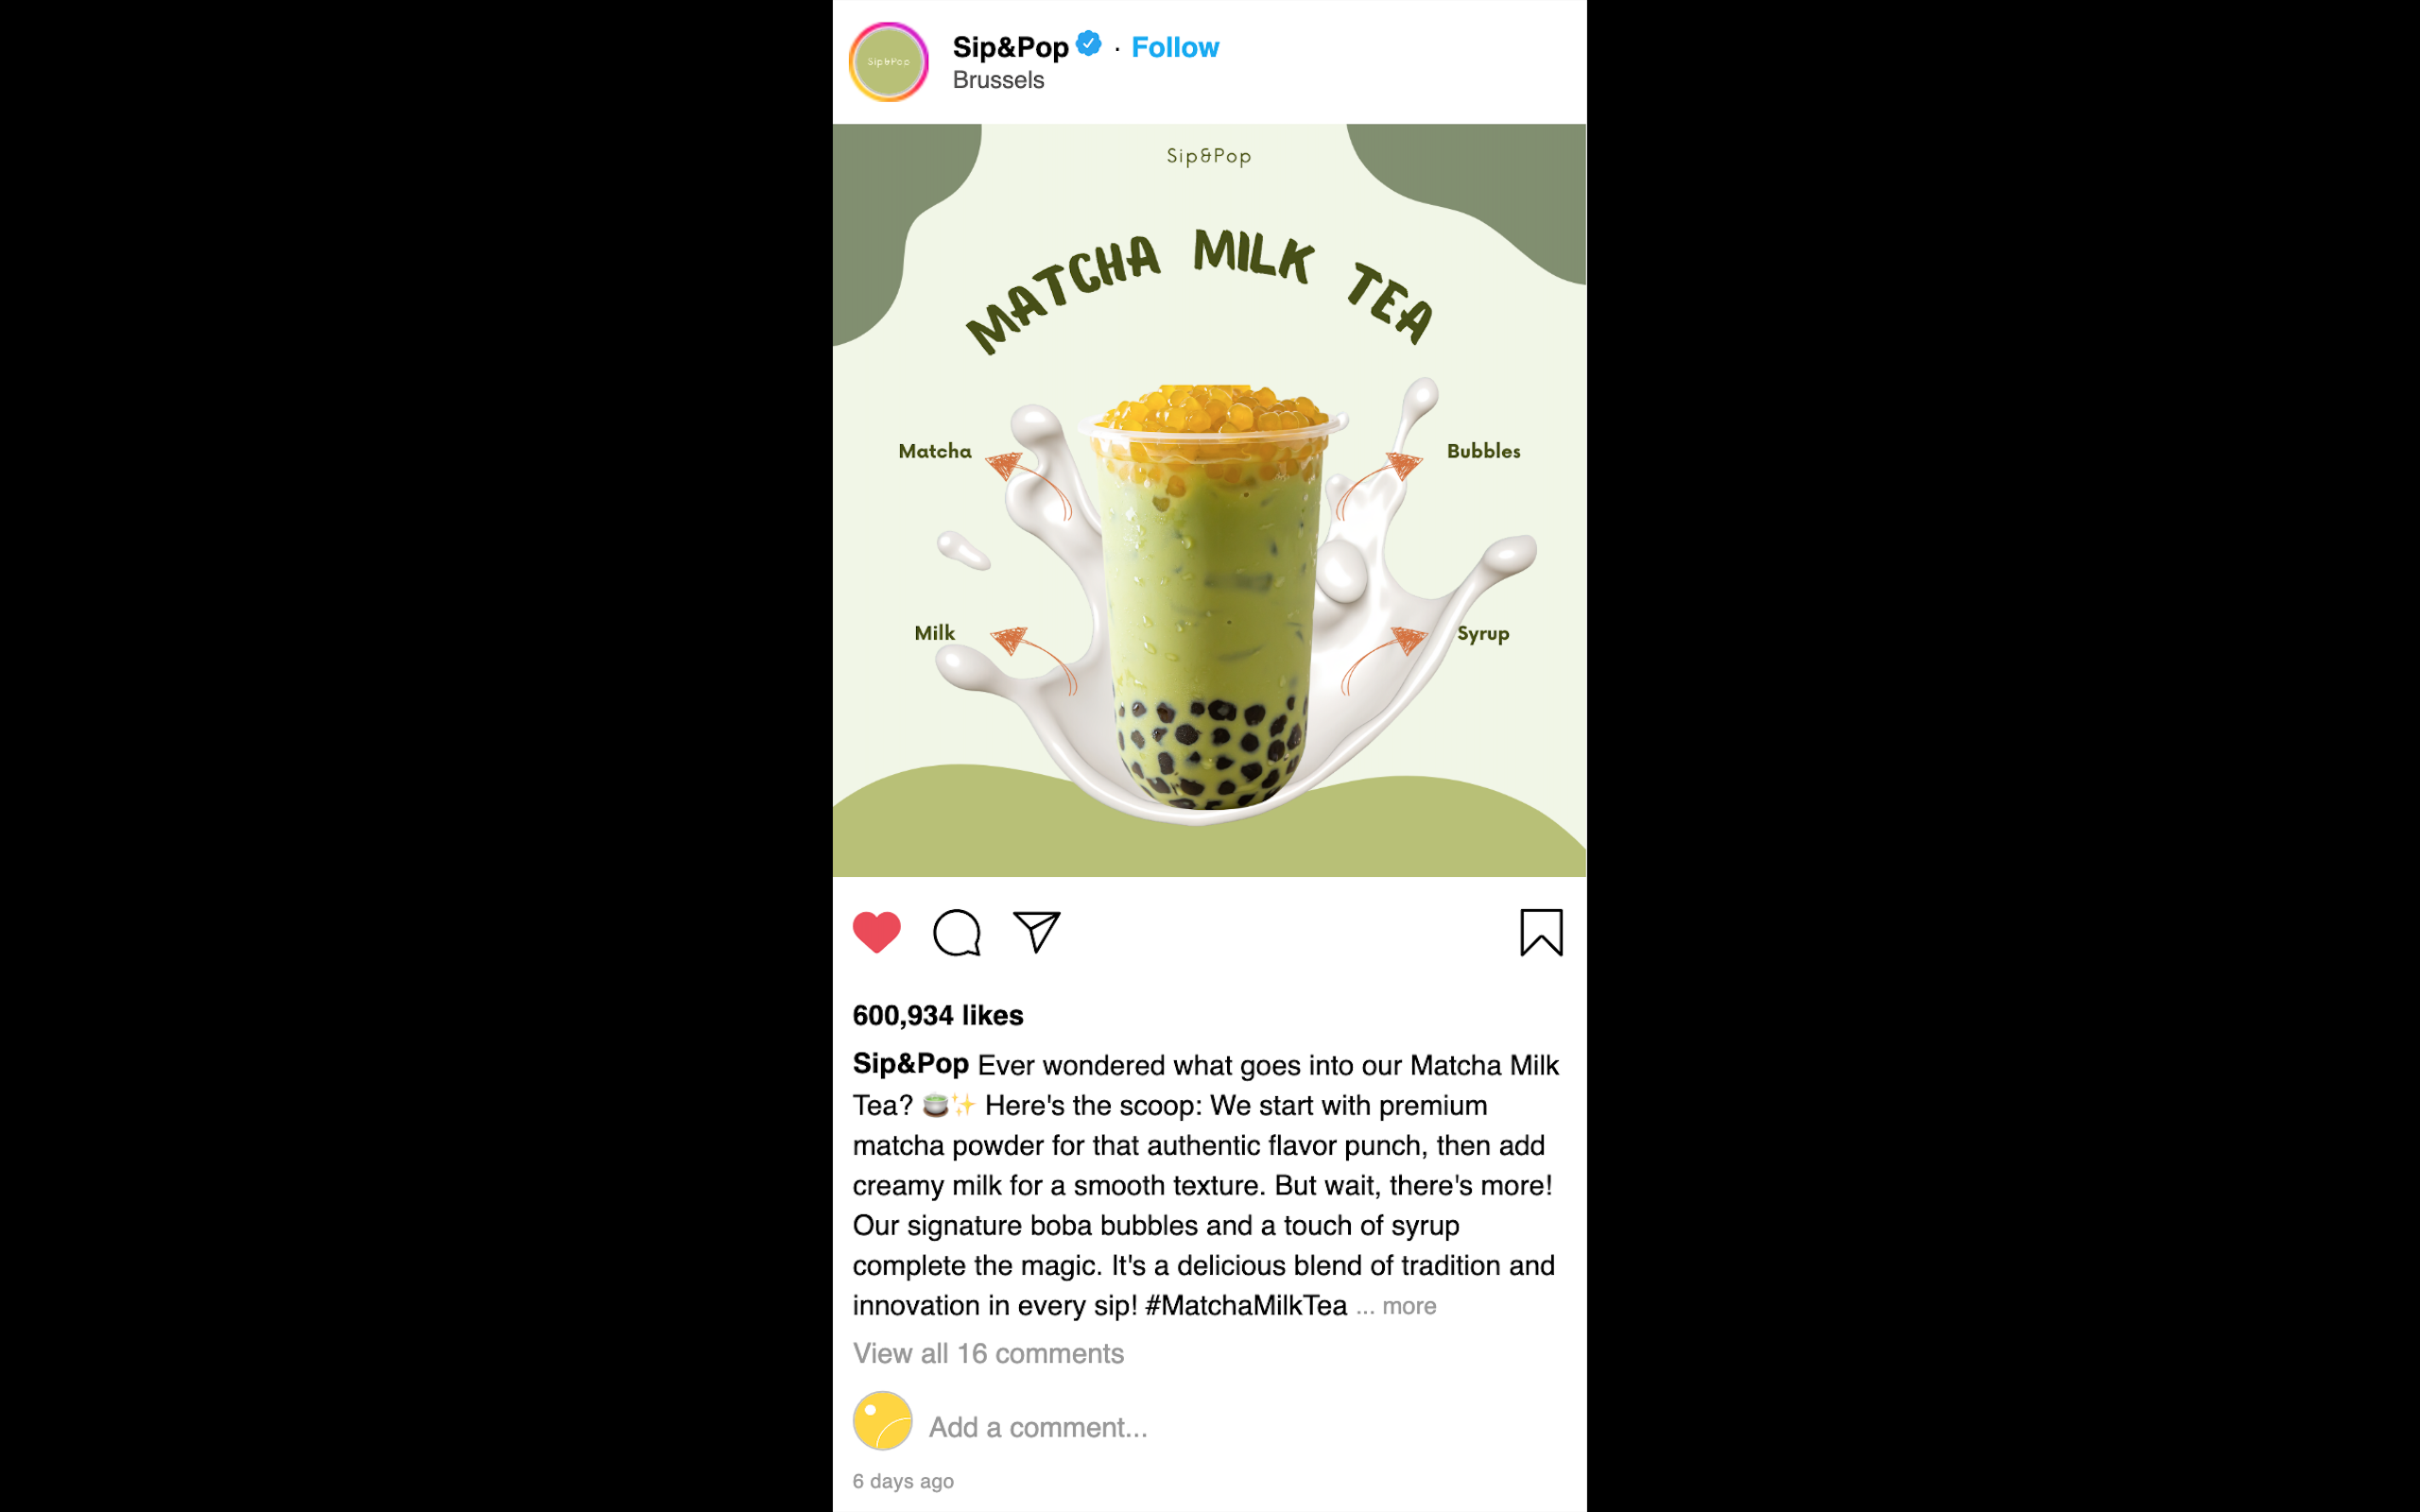 Sip&Pop
Sip&Pop · Follow
Brussels
Sip&Pop
MATCHA MILK TEA
Matcha
Bubbles
Milk
Syrup
600,934 likes
Sip&Pop Ever wondered what goes into our Matcha Milk
Tea? 🍵✨ Here's the scoop: We start with premium
matcha powder for that authentic flavor punch, then add
creamy milk for a smooth texture. But wait, there's more!
Our signature boba bubbles and a touch of syrup
complete the magic. It's a delicious blend of tradition and
innovation in every sip! #MatchaMilkTea ... more
View all 16 comments
Add a comment...
6 days ago